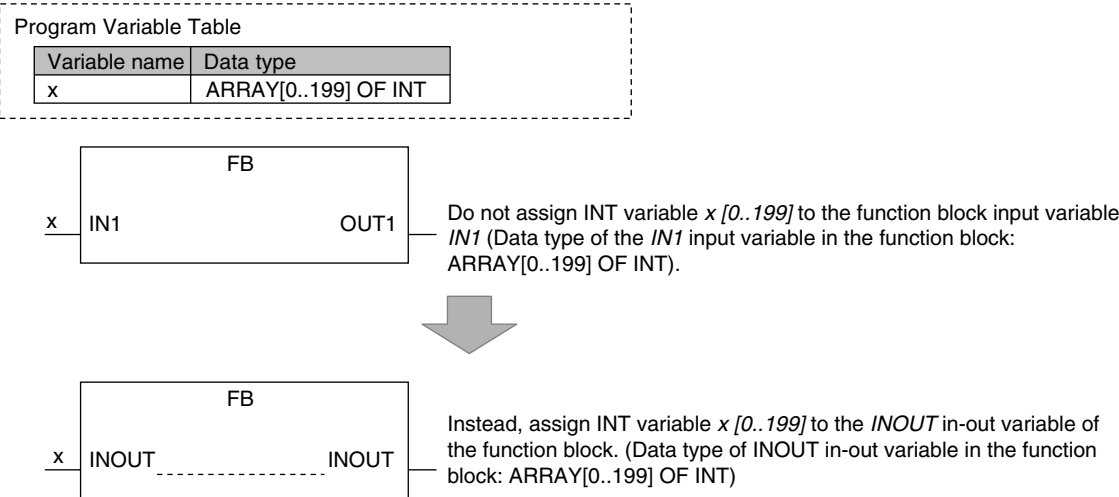 Program Variable Table
Variable name Data type
x ARRAY[0..199] OF INT
FB
x IN1 OUT1
Do not assign INT variable x [0..199] to the function block input variable
IN1 (Data type of the IN1 input variable in the function block:
ARRAY[0..199] OF INT).
FB
x INOUT INOUT
Instead, assign INT variable x [0..199] to the INOUT in-out variable of
the function block. (Data type of INOUT in-out variable in the function
block: ARRAY[0..199] OF INT)